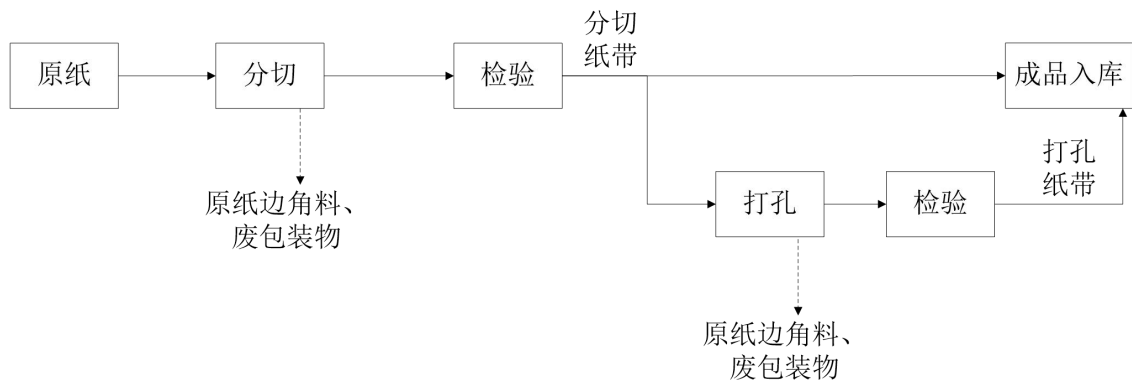 原纸
分切
检验
分切
纸带
成品入库
原纸边角料、
废包装物
打孔
检验
打孔
纸带
原纸边角料、
废包装物